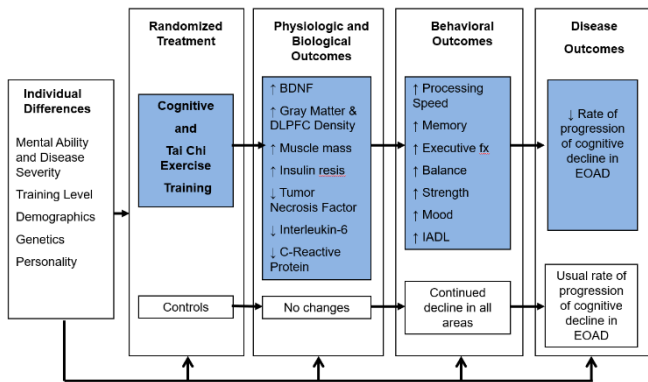 Individual
Differences
Mental Ability
and Disease
Severity
Training Level
Demographics
Genetics
Personality
Randomized
Treatment
Cognitive
and
Tai Chi
Exercise
Training
Controls
Physiologic and
Biological
Outcomes
↑ BDNF
↑ Gray Matter &
DLPFC Density
↑ Muscle mass
↑ Insulin resis
↓ Tumor
Necrosis Factor
↓ Interleukin-6
↓ C-Reactive
Protein
No changes
Behavioral
Outcomes
↑ Processing
Speed
↑ Memory
↑ Executive fx
↑ Balance
↑ Strength
↑ Mood
↑ IADL
Continued
decline in all
areas
Disease
Outcomes
↓ Rate of
progression
of cognitive
decline in
EOAD
Usual rate of
progression
of cognitive
decline in
EOAD